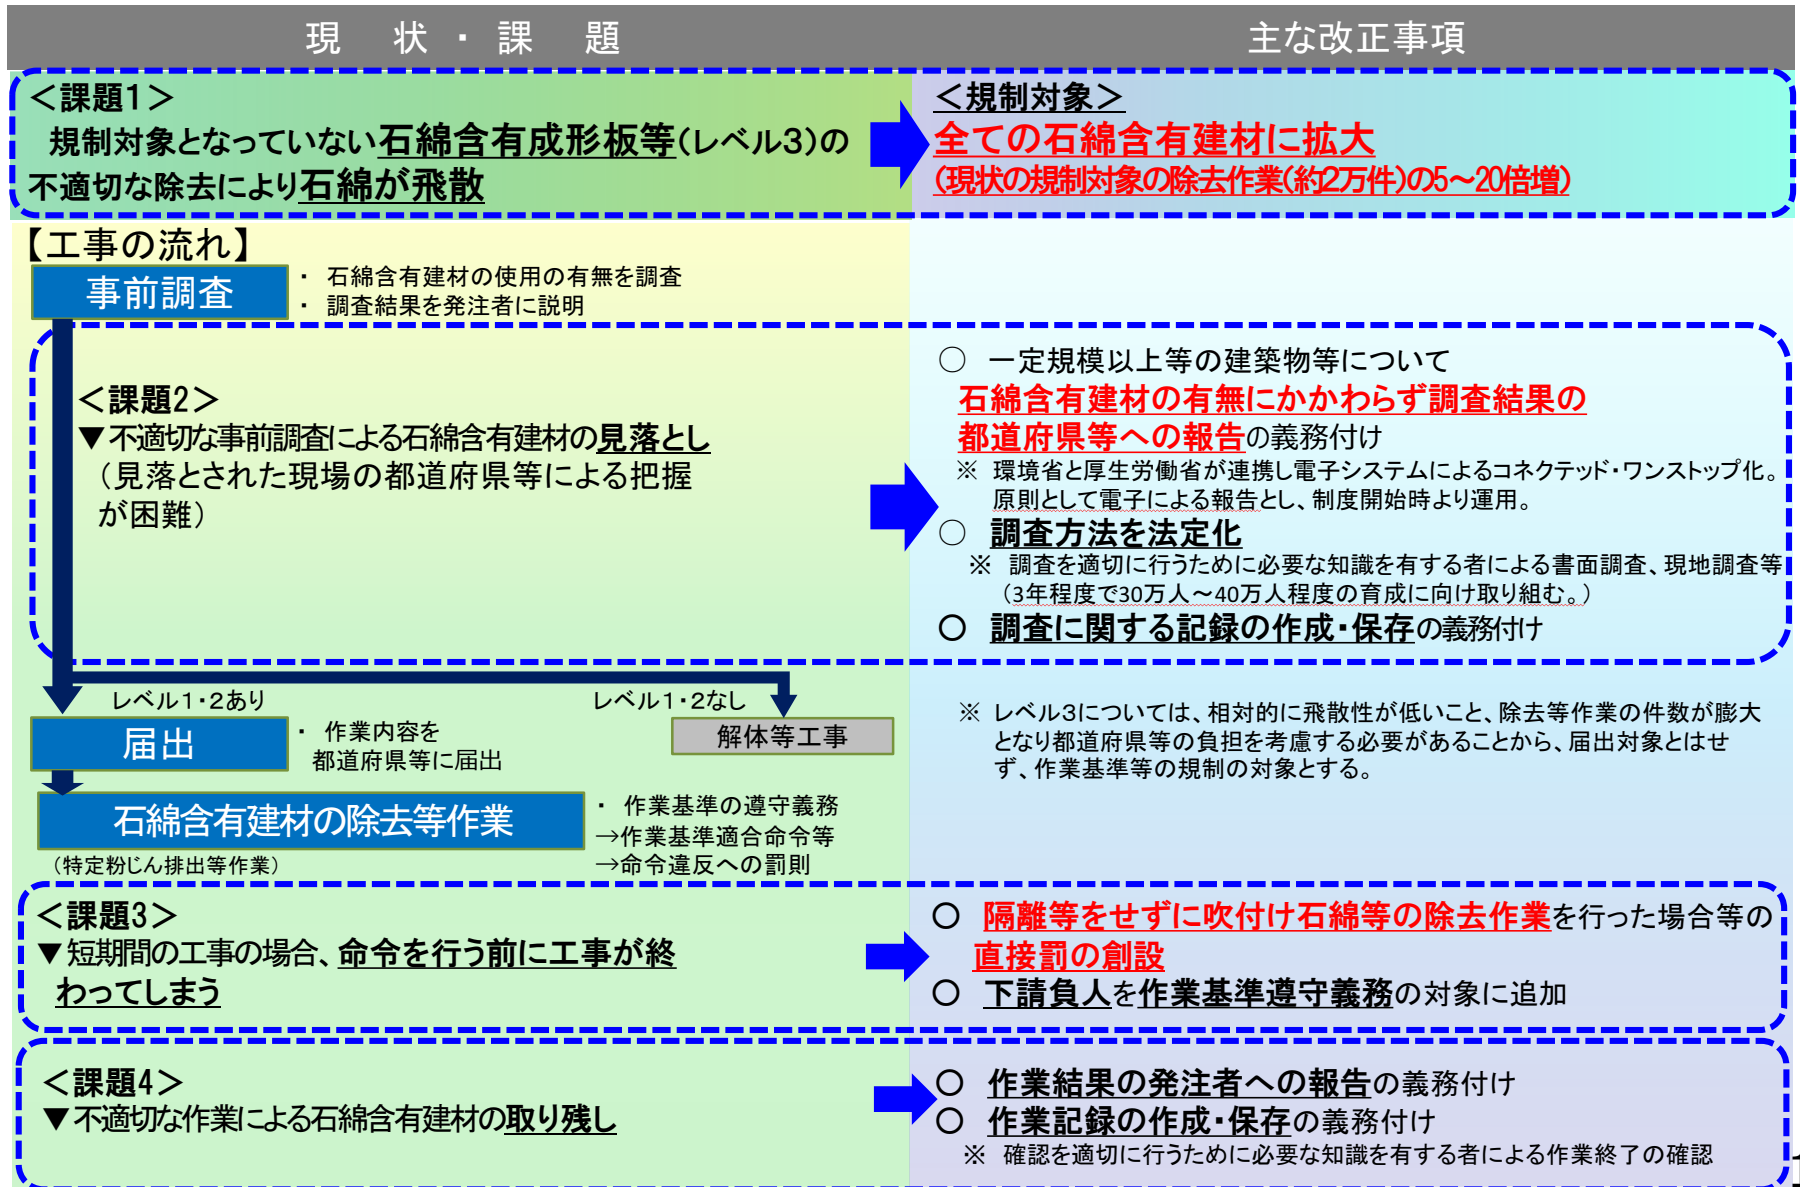 現　状・課　題
主な改正事項
＜課題1＞
規制対象となっていない石綿含有成形板等(レベル3)の
不適切な除去により石綿が飛散
＜規制対象＞
全ての石綿含有建材に拡大
(現状の規制対象の除去作業(約2万件)の5～20倍増)
【工事の流れ】
事前調査
・ 石綿含有建材の使用の有無を調査
・ 調査結果を発注者に説明
＜課題2＞
▼不適切な事前調査による石綿含有建材の見落とし
（見落とされた現場の都道府県等による把握
が困難）
○ 一定規模以上等の建築物等について
石綿含有建材の有無にかかわらず調査結果の
都道府県等への報告の義務付け
※ 環境省と厚生労働省が連携し電子システムによるコネクテッド・ワンストップ化。
原則として電子による報告とし、制度開始時より運用。
○ 調査方法を法定化
※ 調査を適切に行うために必要な知識を有する者による書面調査、現地調査等
（3年程度で30万人～40万人程度の育成に向け取り組む。）
○ 調査に関する記録の作成・保存の義務付け
レベル1・2あり
レベル1・2なし
届出
・ 作業内容を
都道府県等に届出
解体等工事
※ レベル3については、相対的に飛散性が低いこと、除去等作業の件数が膨大
となり都道府県等の負担を考慮する必要があることから、届出対象とはせ
ず、作業基準等の規制の対象とする。
石綿含有建材の除去等作業
（特定粉じん排出等作業）
・ 作業基準の遵守義務
→作業基準適合命令等
→命令違反への罰則
＜課題3＞
▼短期間の工事の場合、命令を行う前に工事が終
わってしまう
○ 隔離等をせずに吹付け石綿等の除去作業を行った場合等の
直接罰の創設
○ 下請負人を作業基準遵守義務の対象に追加
＜課題4＞
▼不適切な作業による石綿含有建材の取り残し
○ 作業結果の発注者への報告の義務付け
○ 作業記録の作成・保存の義務付け
※ 確認を適切に行うために必要な知識を有する者による作業終了の確認